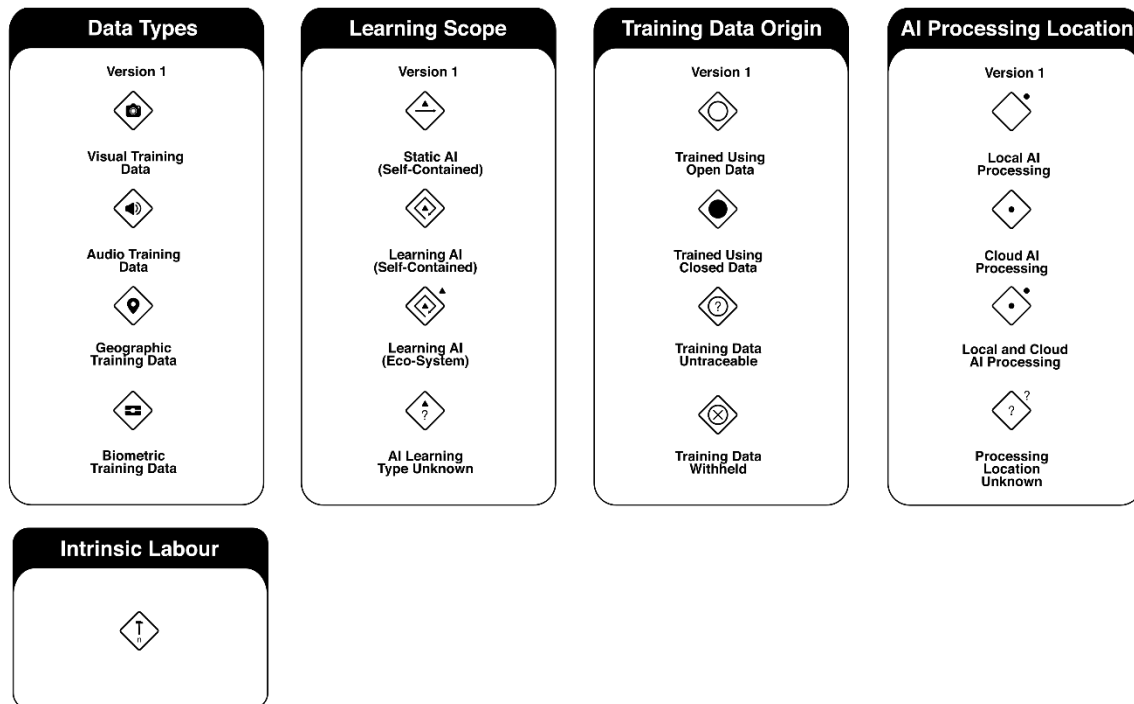 Data Types
Version 1
Visual Training
Data
Audio Training
Data
Geographic
Training Data
Biometric
Training Data
Learning Scope
Version 1
Static AI
(Self-Contained)
Learning AI
(Self-Contained)
Learning AI
(Eco-System)
?
AI Learning
Type Unknown
Training Data Origin
Version 1
Trained Using
Open Data
Trained Using
Closed Data
?
Training Data
Untraceable
Training Data
Withheld
AI Processing Location
Version 1
Local AI
Processing
Cloud AI
Processing
Local and Cloud
AI Processing
? ?
Processing
Location
Unknown
Intrinsic Labour
n